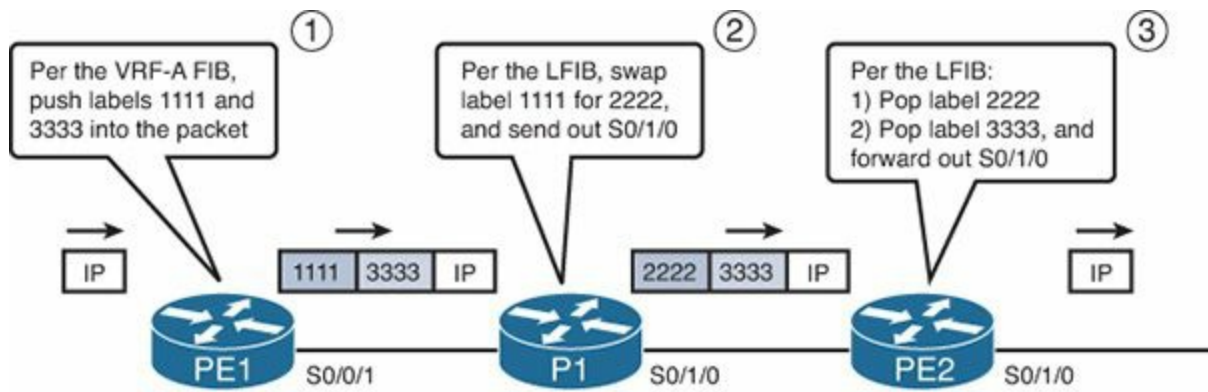 ①
Per the VRF-A FIB,
push labels 1111 and
3333 into the packet
②
Per the LFIB, swap
label 1111 for 2222,
and send out S0/1/0
③
Per the LFIB:
1) Pop label 2222
2) Pop label 3333, and
forward out S0/1/0
IP
1111 3333 IP
2222 3333 IP
IP
PE1
S0/0/1
P1
S0/1/0
PE2
S0/1/0